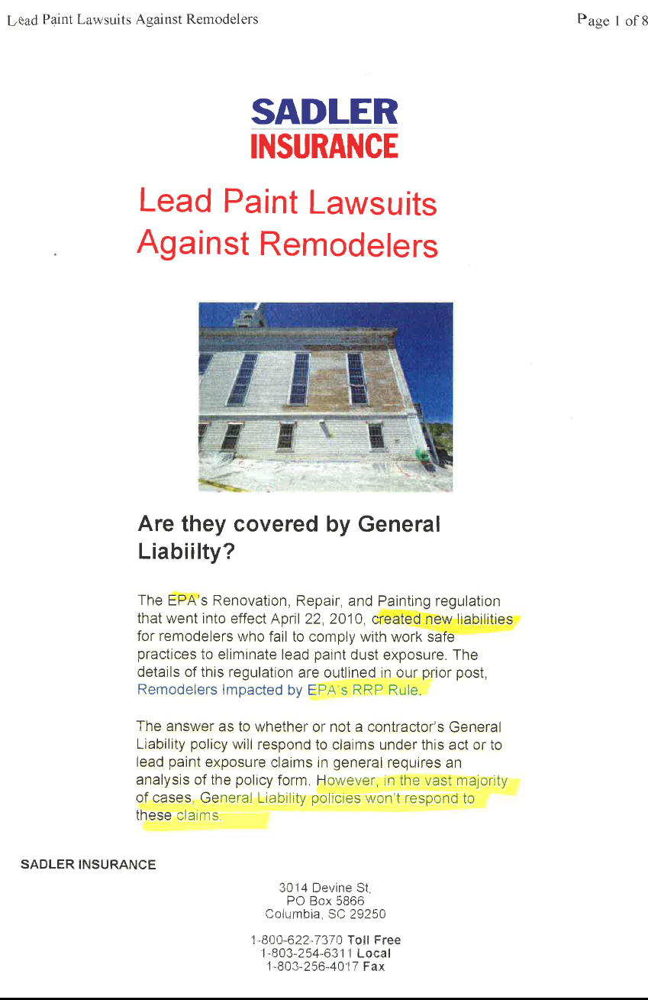 Lead Paint Lawsuits Against Remodelers
Page 1 of 8
SADLER
INSURANCE
Lead Paint Lawsuits
Against Remodelers
Are they covered by General
Liabiilty?
The EPA's Renovation, Repair, and Painting regulation
that went into effect April 22, 2010, created new liabilities
for remodelers who fail to comply with work safe
practices to eliminate lead paint dust exposure. The
details of this regulation are outlined in our prior post,
Remodelers Impacted by EPA's RRP Rule.
The answer as to whether or not a contractor's General
Liability policy will respond to claims under this act or to
lead paint exposure claims in general requires an
analysis of the policy form. However, in the vast majority
of cases, General Liability policies won't respond to
these claims.
SADLER INSURANCE
3014 Devine St.
PO Box 5866
Columbia, SC 29250
1-800-622-7370 Toll Free
1-803-254-6311 Local
1-803-256-4017 Fax